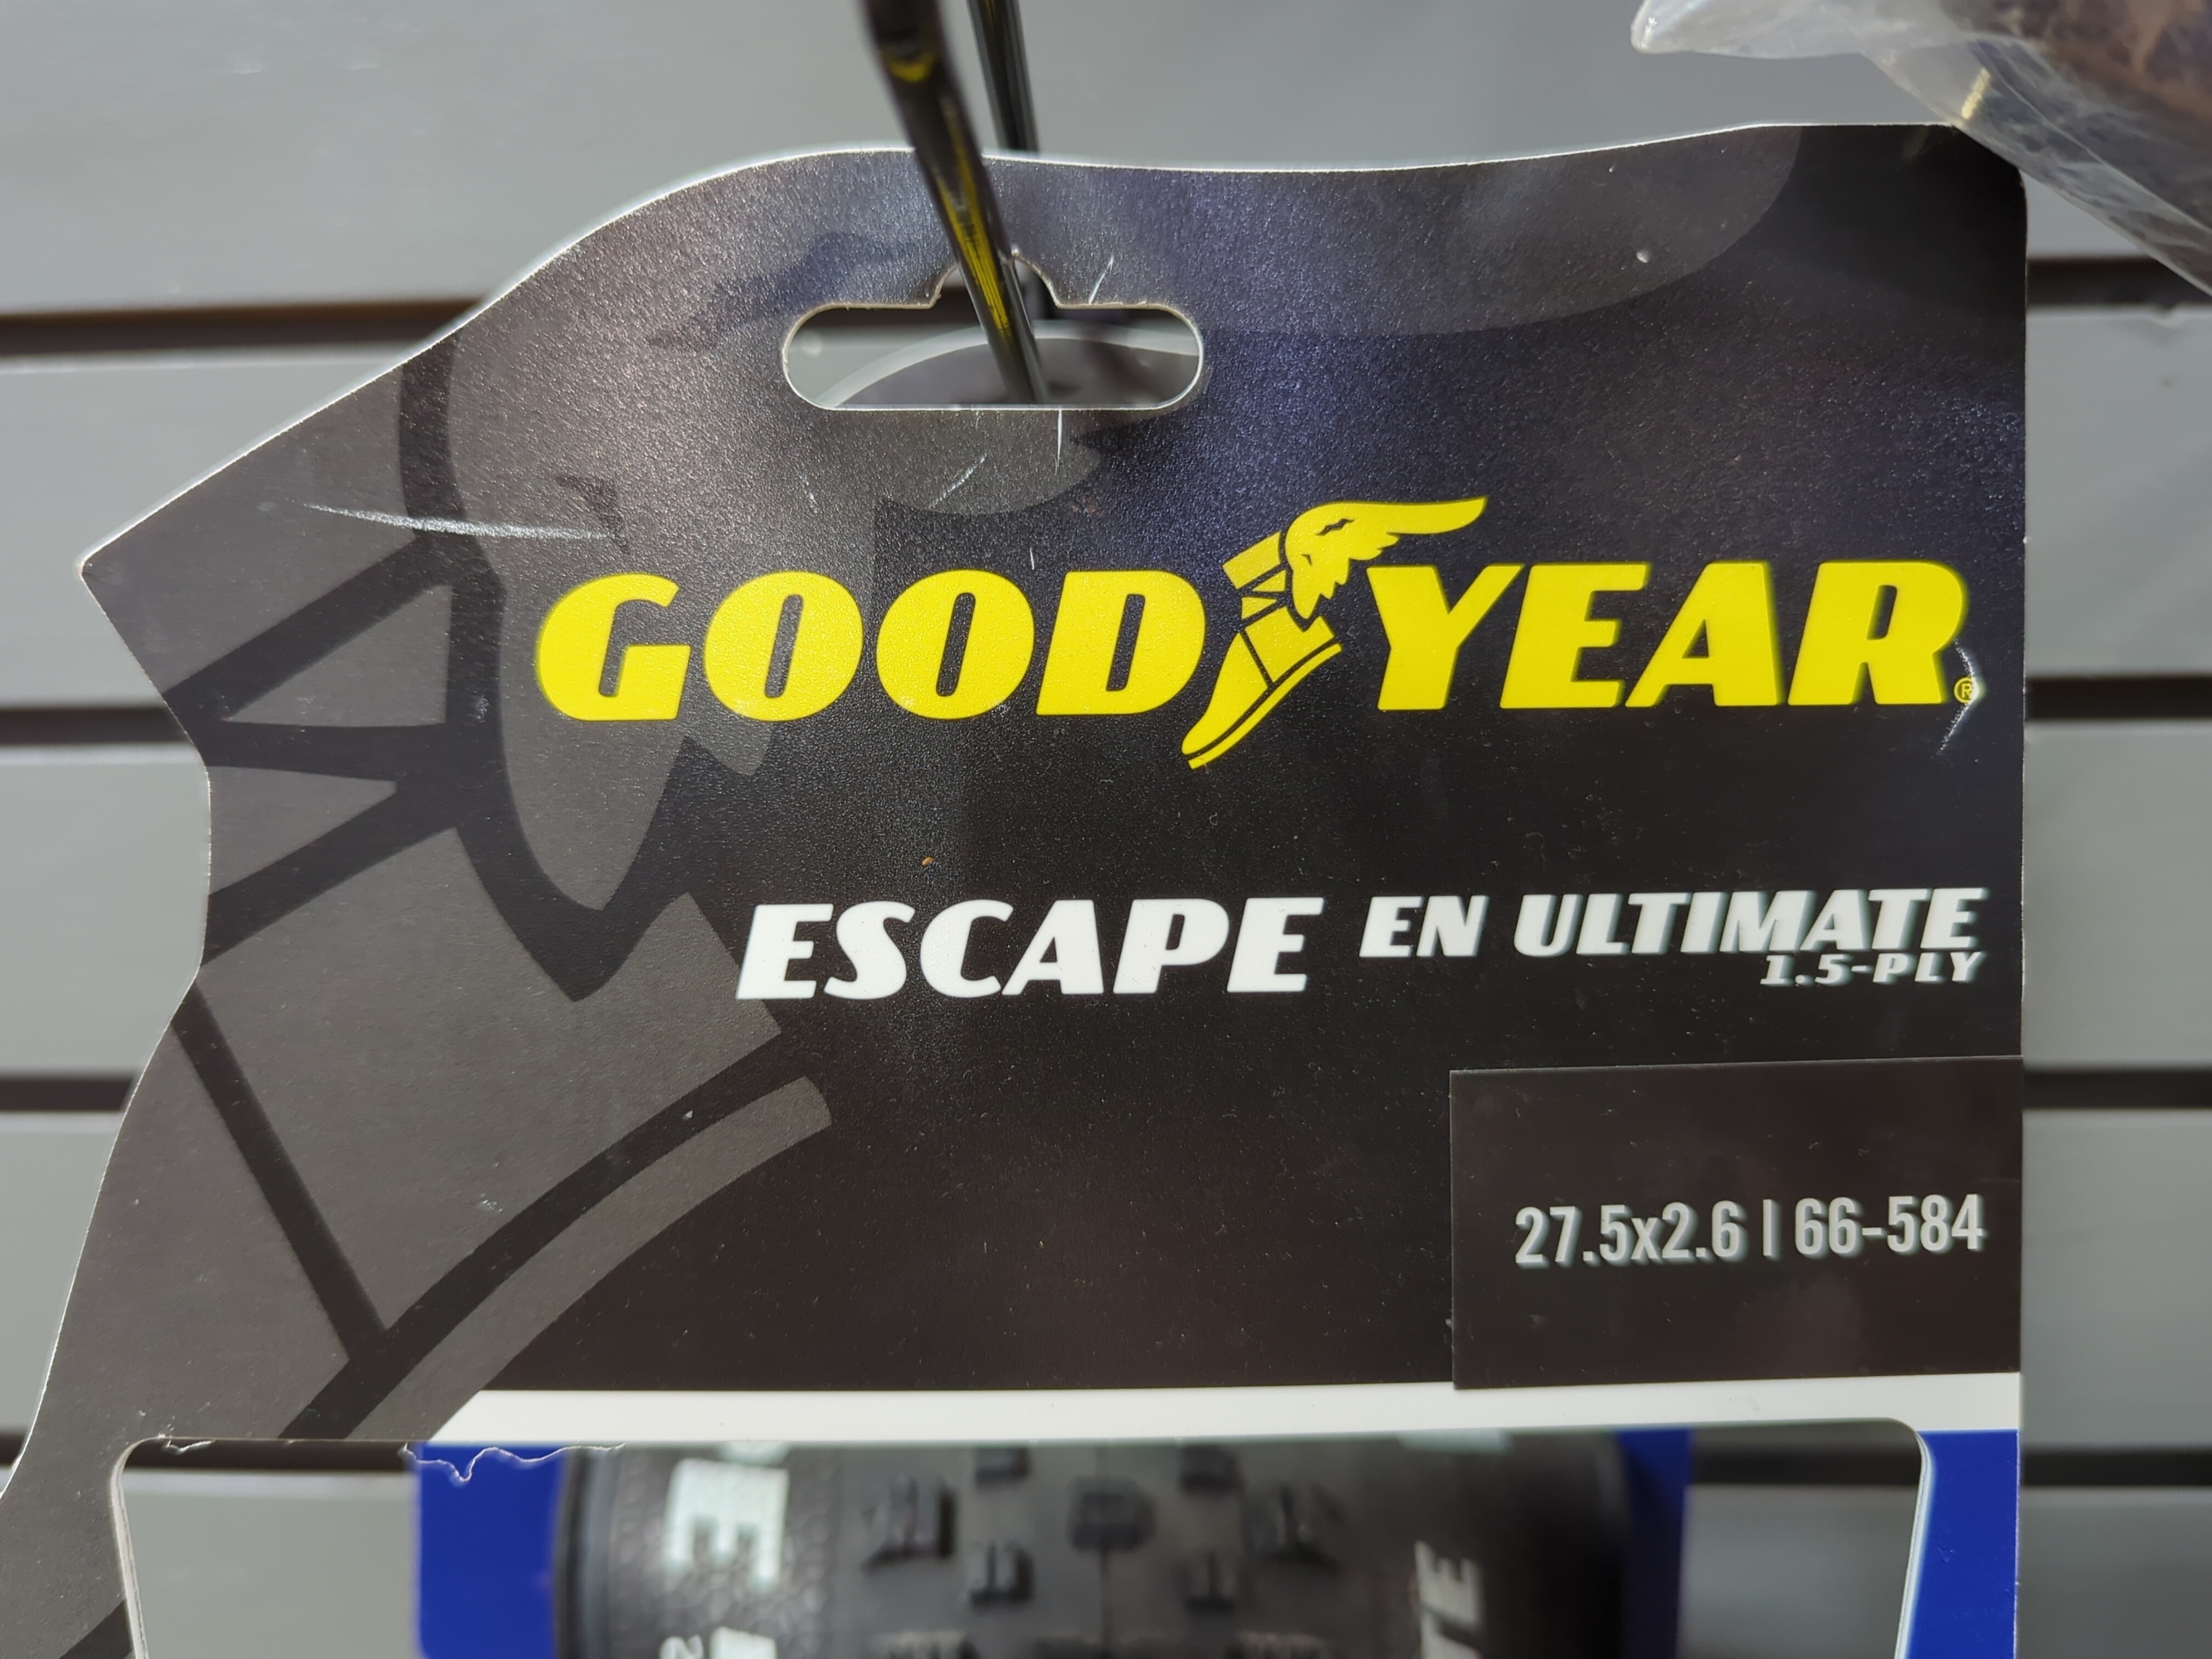 GOODYEAR®
ESCAPE EN ULTIMATE
1.5-PLY
27.5x2.6 | 66-584